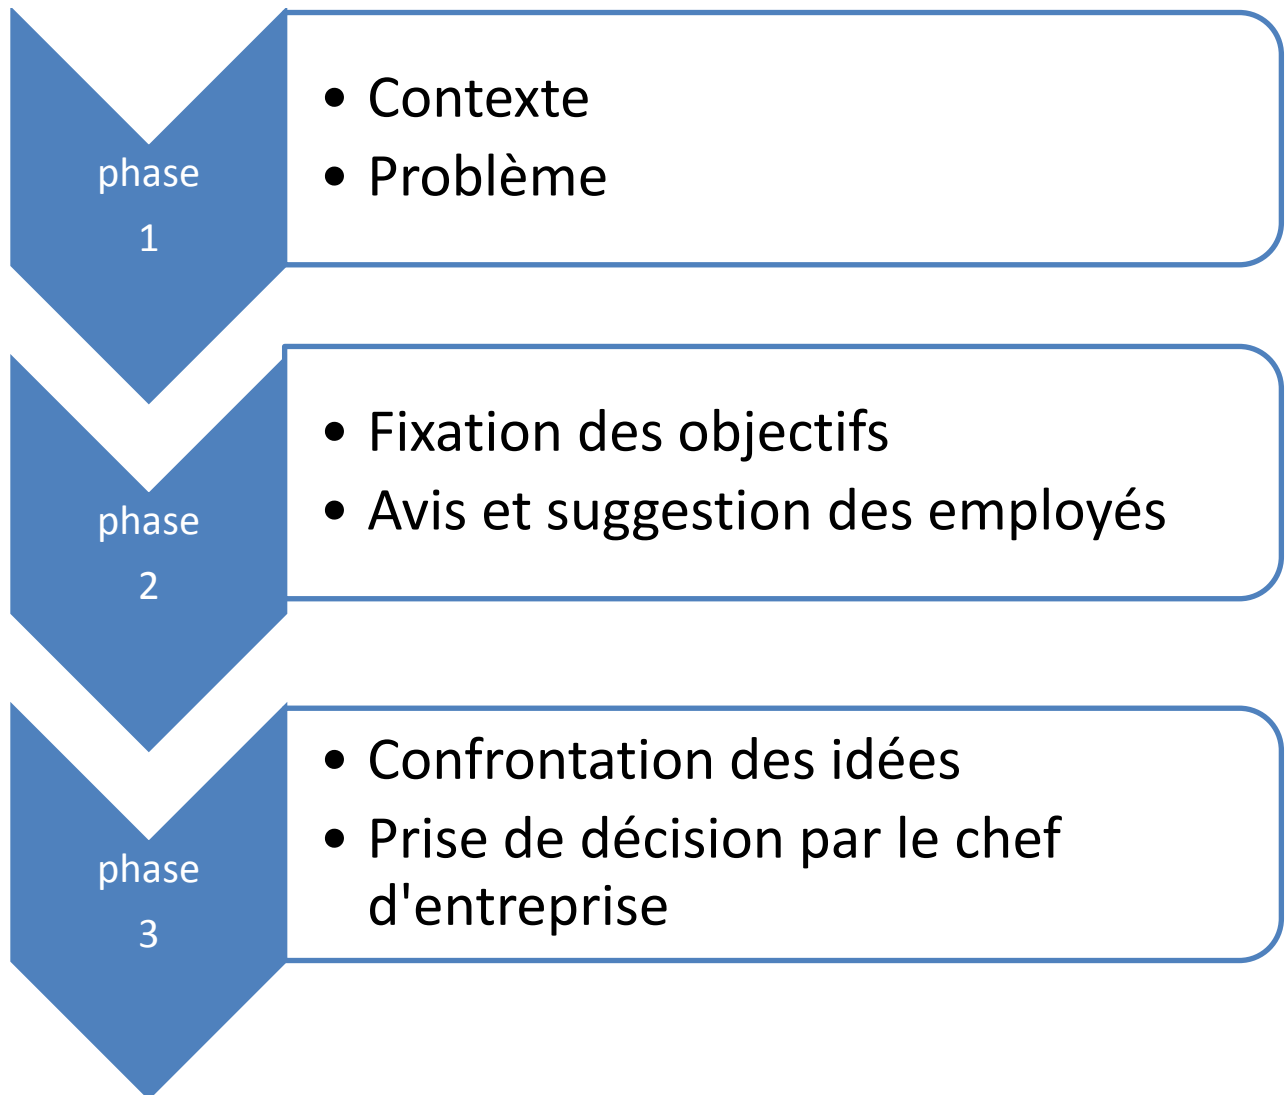 phase
1
• Contexte
• Problème
phase
2
• Fixation des objectifs
• Avis et suggestion des employés
phase
3
• Confrontation des idées
• Prise de décision par le chef
d'entreprise